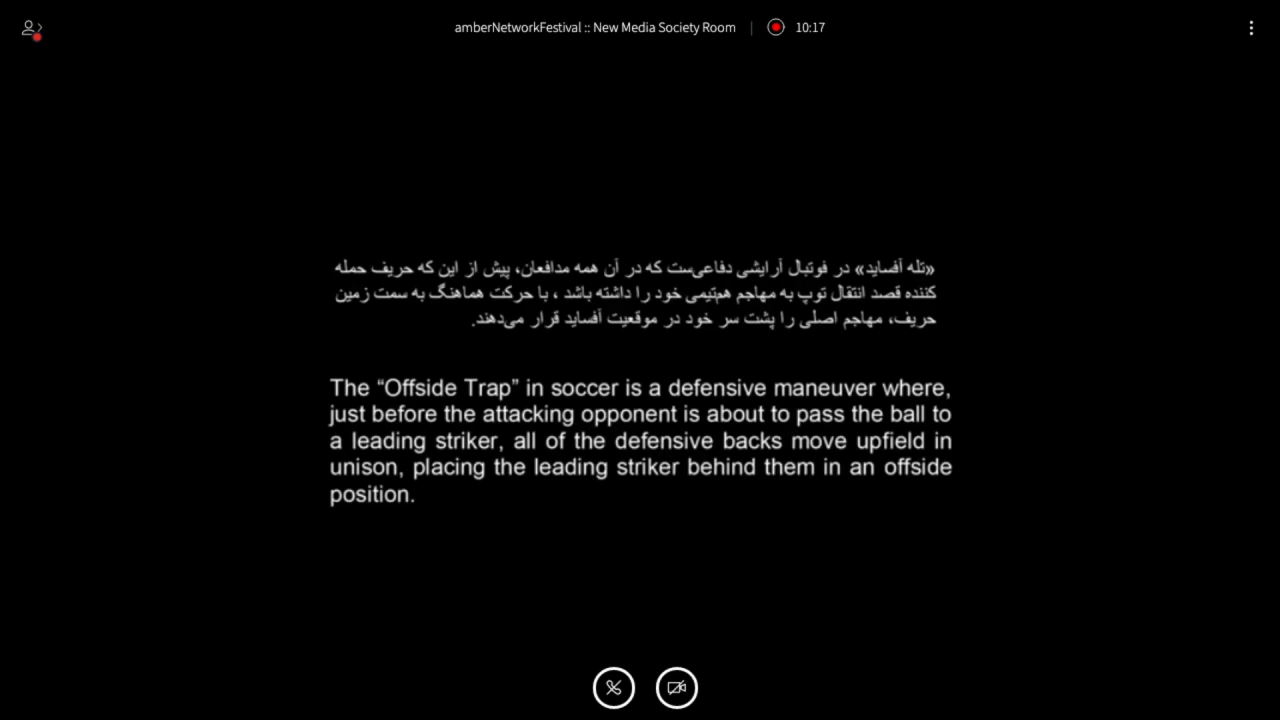 amberNetworkFestival :: New Media Society Room | 10:17
«تله آفساید» در فوتبال آرایشی دفاعی‌ست که در آن همه مدافعان، پیش از این که حریف حمله
کننده قصد انتقال توپ به مهاجم هم‌تیمی خود را داشته باشد ، با حرکت هماهنگ به سمت زمین
حریف، مهاجم اصلی را پشت سر خود در موقعیت آفساید قرار می‌دهند.
The “Offside Trap” in soccer is a defensive maneuver where,
just before the attacking opponent is about to pass the ball to
a leading striker, all of the defensive backs move upfield in
unison, placing the leading striker behind them in an offside
position.